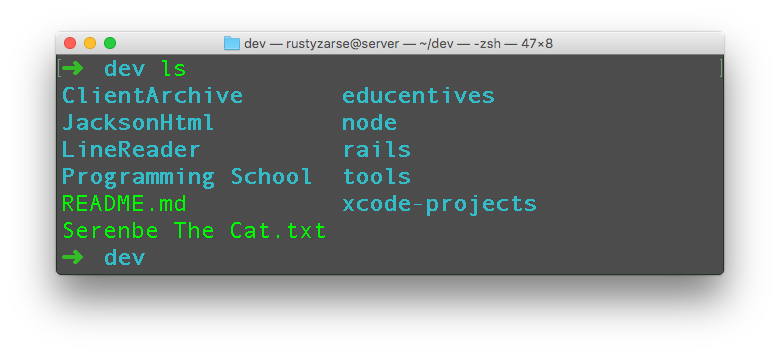 dev — rustyzarse@server — ~/dev — -zsh — 47×8
[➜ dev ls ]
ClientArchive educentives
JacksonHtml node
LineReader rails
Programming School tools
README.md xcode-projects
Serenbe The Cat.txt
➜ dev